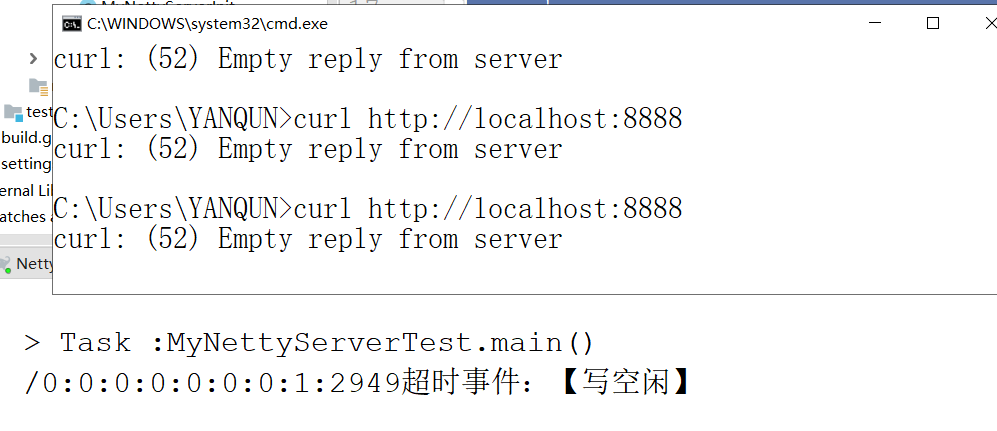 C:\WINDOWS\system32\cmd.exe
curl: (52) Empty reply from server
C:\Users\YANQUN>curl http://localhost:8888
curl: (52) Empty reply from server
C:\Users\YANQUN>curl http://localhost:8888
curl: (52) Empty reply from server
test
build.g
setting
ernal Lil
atches a
Netty
> Task :MyNettyServerTest.main()
/0:0:0:0:0:0:0:1:2949超时事件：【写空闲】